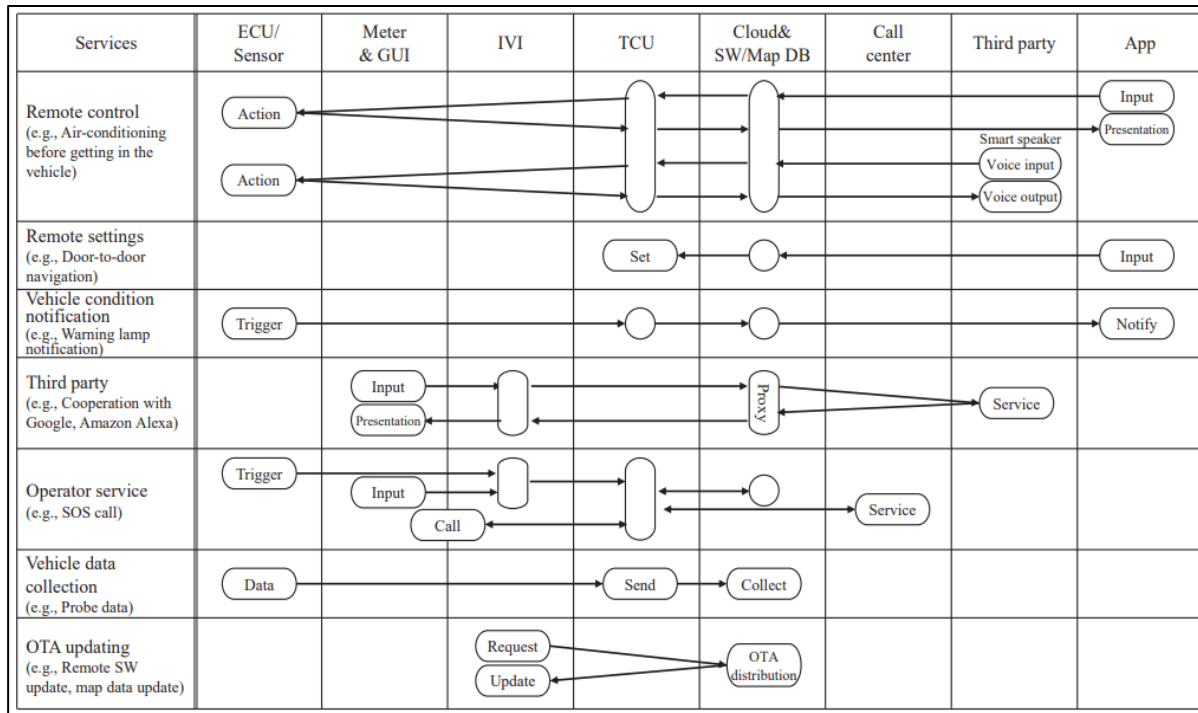 Services
ECU/
Sensor
Meter
& GUI
IVI
TCU
Cloud&
SW/Map DB
Call
center
Third party
App
Remote control
(e.g., Air-conditioning
before getting in the
vehicle)
Action
Action
Input
Presentation
Smart speaker
Voice input
Voice output
Remote settings
(e.g., Door-to-door
navigation)
Set
Input
Vehicle condition
notification
(e.g., Warning lamp
notification)
Trigger
Notify
Third party
(e.g., Cooperation with
Google, Amazon Alexa)
Input
Presentation
Proxy
Service
Operator service
(e.g., SOS call)
Trigger
Input
Call
Service
Vehicle data
collection
(e.g., Probe data)
Data
Send
Collect
OTA updating
(e.g., Remote SW
update, map data update)
Request
Update
OTA
distribution